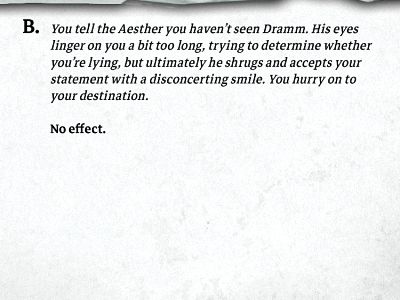 B. You tell the Aesther you haven't seen Dramm. His eyes
linger on you a bit too long, trying to determine whether
you're lying, but ultimately he shrugs and accepts your
statement with a disconcerting smile. You hurry on to
your destination.
No effect.